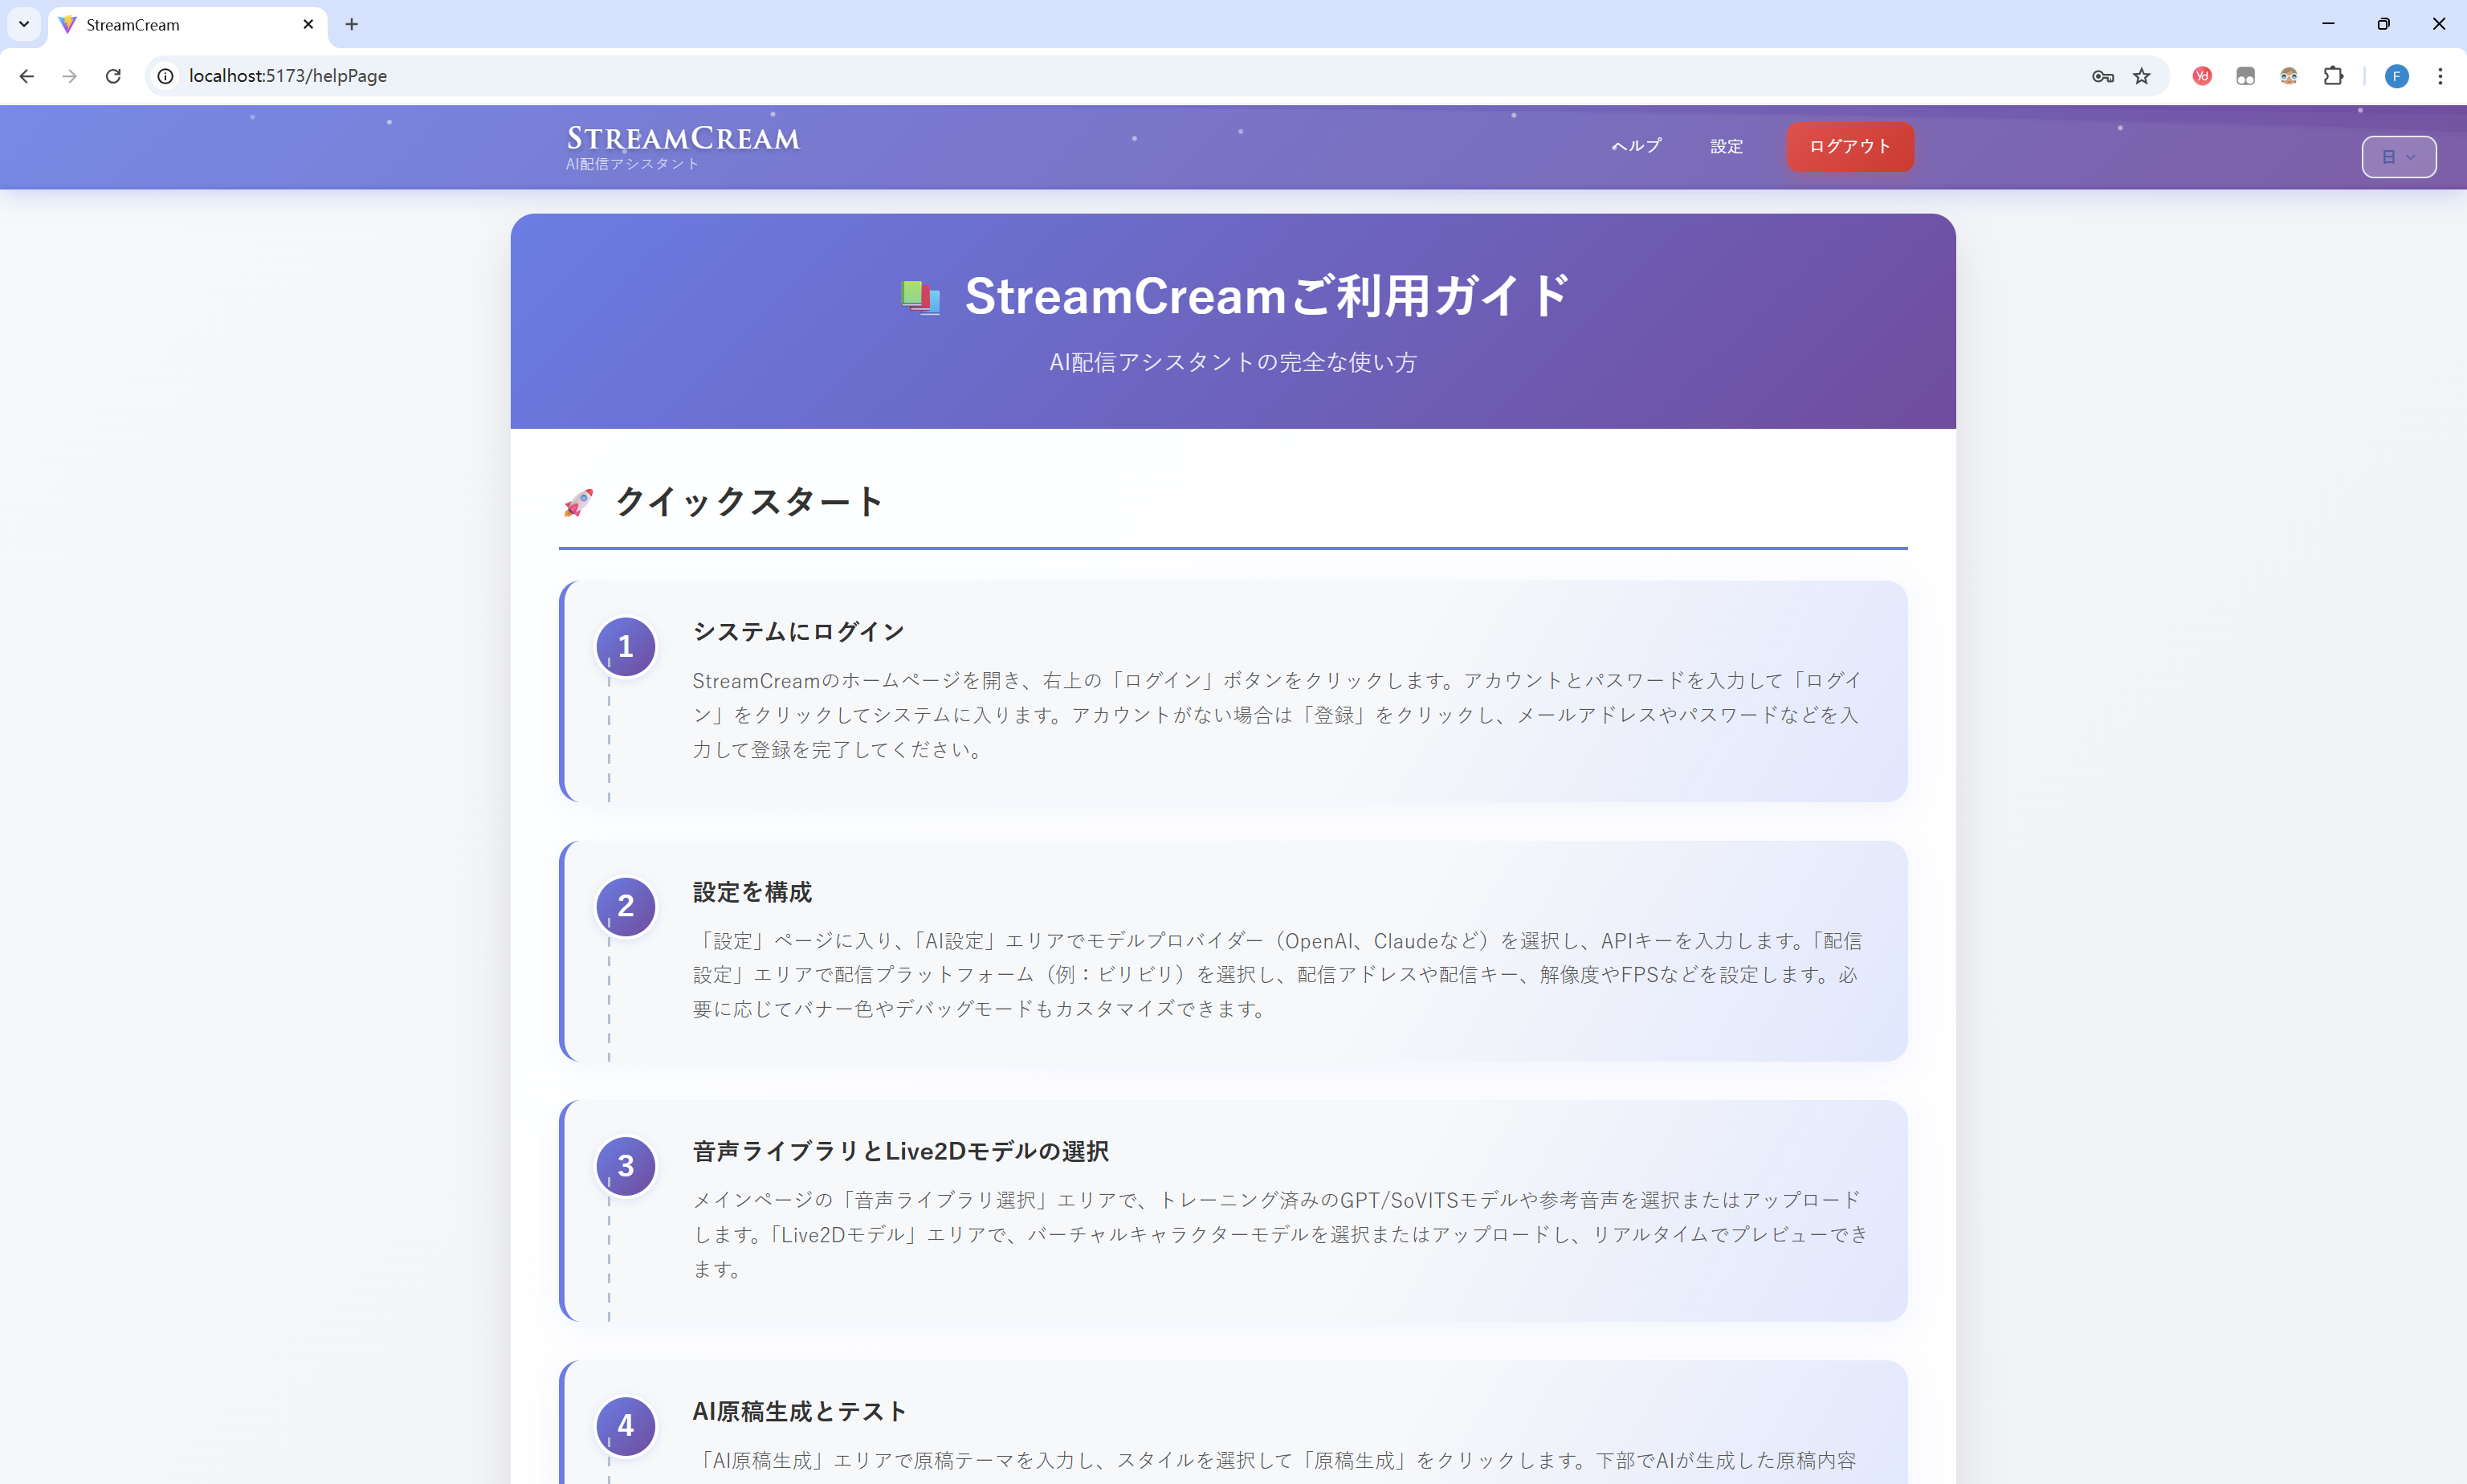 StreamCream
localhost:5173/helpPage
F
STREAMCREAM
AI配信アシスタント
ヘルプ
設定
ログアウト
日
StreamCreamご利用ガイド
AI配信アシスタントの完全な使い方
クイックスタート
1
システムにログイン
StreamCreamのホームページを開き、右上の「ログイン」ボタンをクリックします。アカウントとパスワードを入力して「ログイ
ン」をクリックしてシステムに入ります。アカウントがない場合は「登録」をクリックし、メールアドレスやパスワードなどを入
力して登録を完了してください。
2
設定を構成
「設定」ページに入り、「AI設定」エリアでモデルプロバイダー（OpenAI、Claudeなど）を選択し、APIキーを入力します。「配信
設定」エリアで配信プラットフォーム（例：ビリビリ）を選択し、配信アドレスや配信キー、解像度やFPSなどを設定します。必
要に応じてバナー色やデバッグモードもカスタマイズできます。
3
音声ライブラリとLive2Dモデルの選択
メインページの「音声ライブラリ選択」エリアで、トレーニング済みのGPT/SoVITSモデルや参考音声を選択またはアップロード
します。「Live2Dモデル」エリアで、バーチャルキャラクターモデルを選択またはアップロードし、リアルタイムでプレビューでき
ます。
4
AI原稿生成とテスト
「AI原稿生成」エリアで原稿テーマを入力し、スタイルを選択して「原稿生成」をクリックします。下部でAIが生成した原稿内容